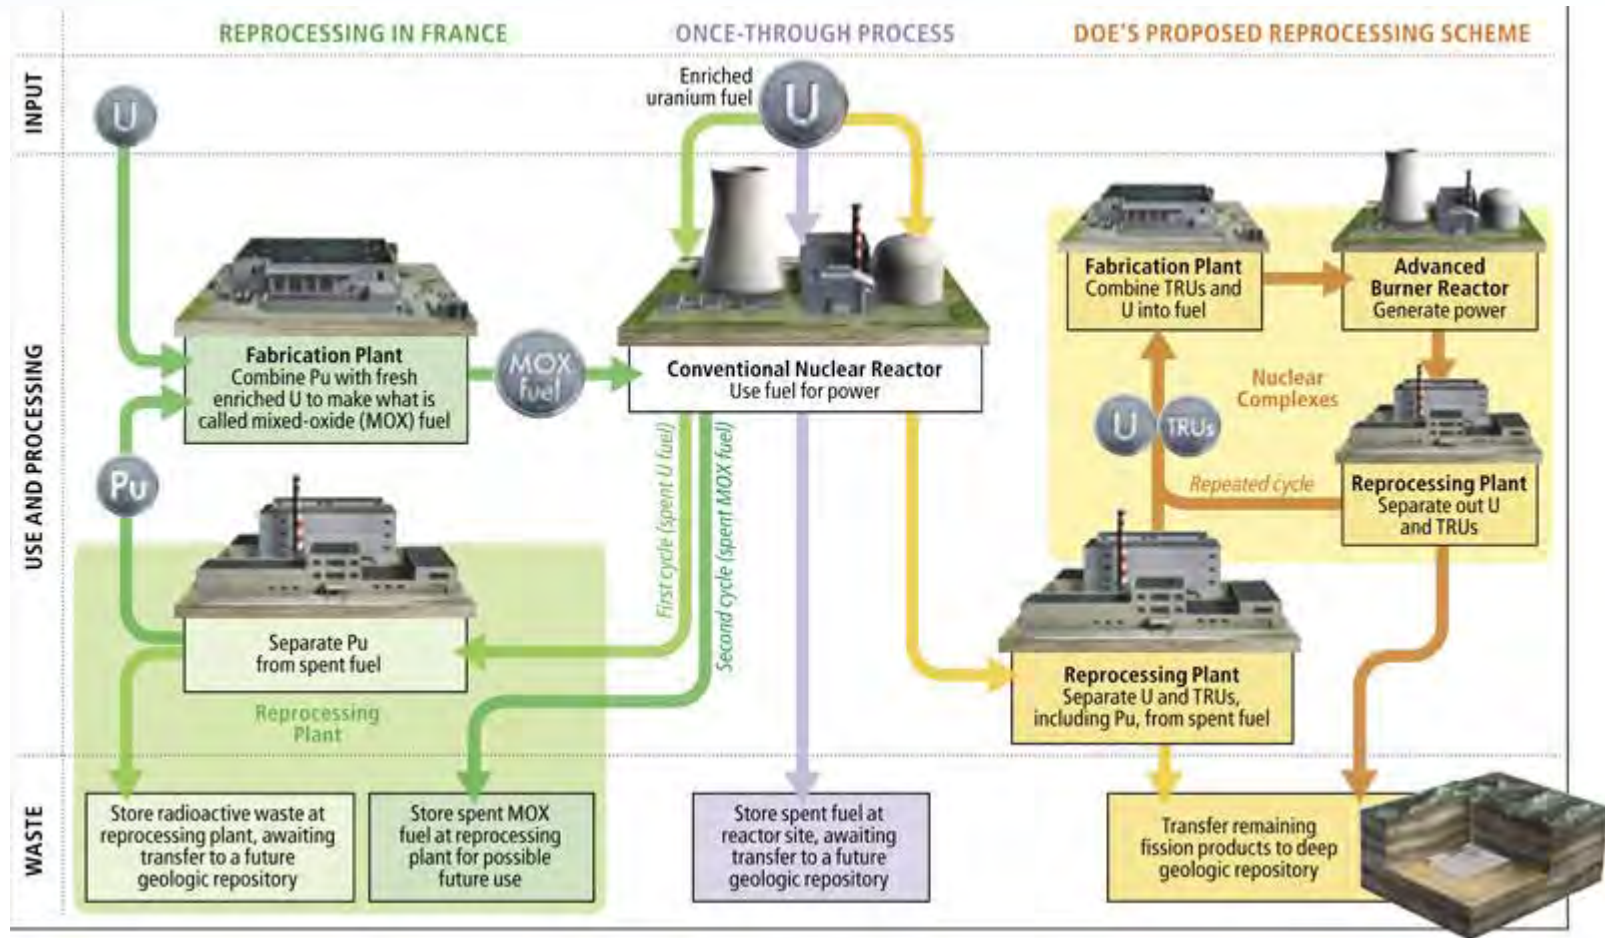 REPROCESSING IN FRANCE
ONCE-THROUGH PROCESS
DOE'S PROPOSED REPROCESSING SCHEME
INPUT
U
Enriched
uranium fuel
U
USE AND PROCESSING
Fabrication Plant
Combine Pu with fresh
enriched U to make what is
called mixed-oxide (MOX) fuel
MOX
fuel
Conventional Nuclear Reactor
Use fuel for power
Fabrication Plant
Combine TRUs and
U into fuel
Advanced
Burner Reactor
Generate power
Nuclear
Complexes
U
TRUs
Repeated cycle
Reprocessing Plant
Separate out U
and TRUs
Pu
First cycle (spent U fuel)
Second cycle (spent MOX fuel)
Separate Pu
from spent fuel
Reprocessing
Plant
Reprocessing Plant
Separate U and TRUs,
including Pu, from spent fuel
WASTE
Store radioactive waste at
reprocessing plant, awaiting
transfer to a future
geologic repository
Store spent MOX
fuel at reprocessing
plant for possible
future use
Store spent fuel at
reactor site, awaiting
transfer to a future
geologic repository
Transfer remaining
fission products to deep
geologic repository